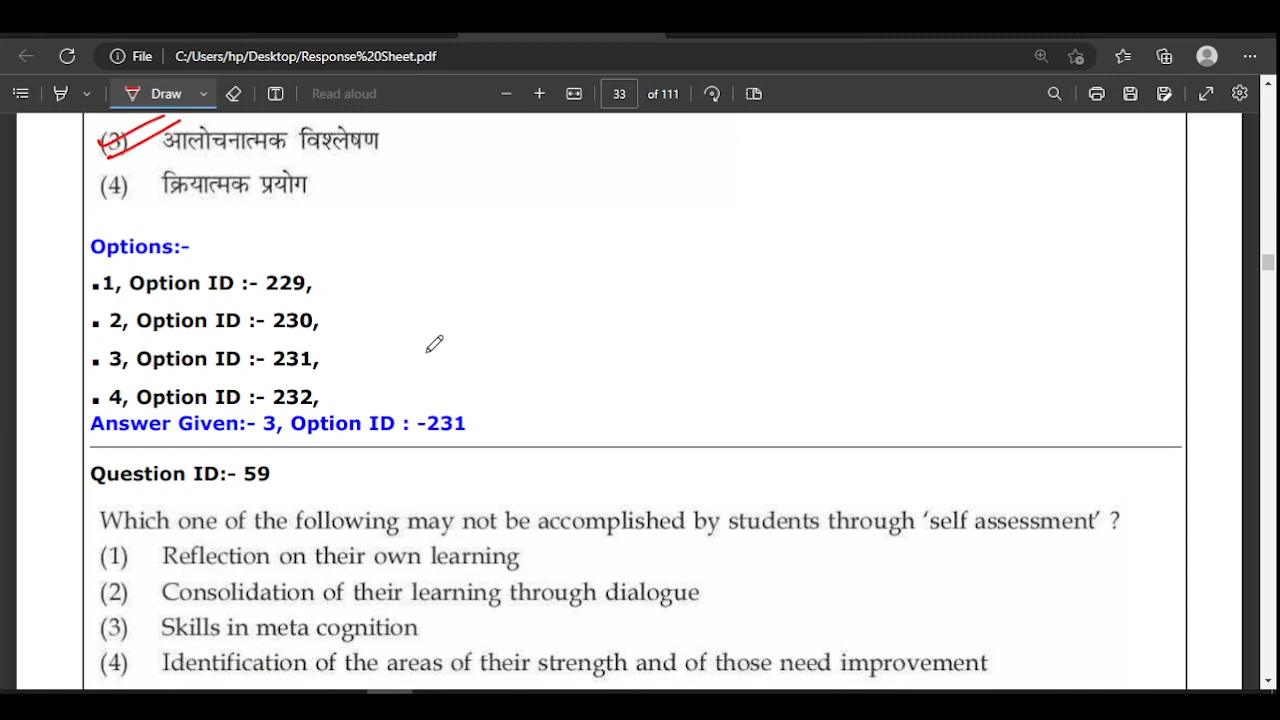 File C:/Users/hp/Desktop/Response%20Sheet.pdf
Draw Read aloud 33 of 111
(3) आलोचनात्मक विश्लेषण
(4) क्रियात्मक प्रयोग
Options:-
1, Option ID :- 229,
2, Option ID :- 230,
3, Option ID :- 231,
4, Option ID :- 232,
Answer Given:- 3, Option ID : -231
Question ID:- 59
Which one of the following may not be accomplished by students through 'self assessment' ?
(1) Reflection on their own learning
(2) Consolidation of their learning through dialogue
(3) Skills in meta cognition
(4) Identification of the areas of their strength and of those need improvement